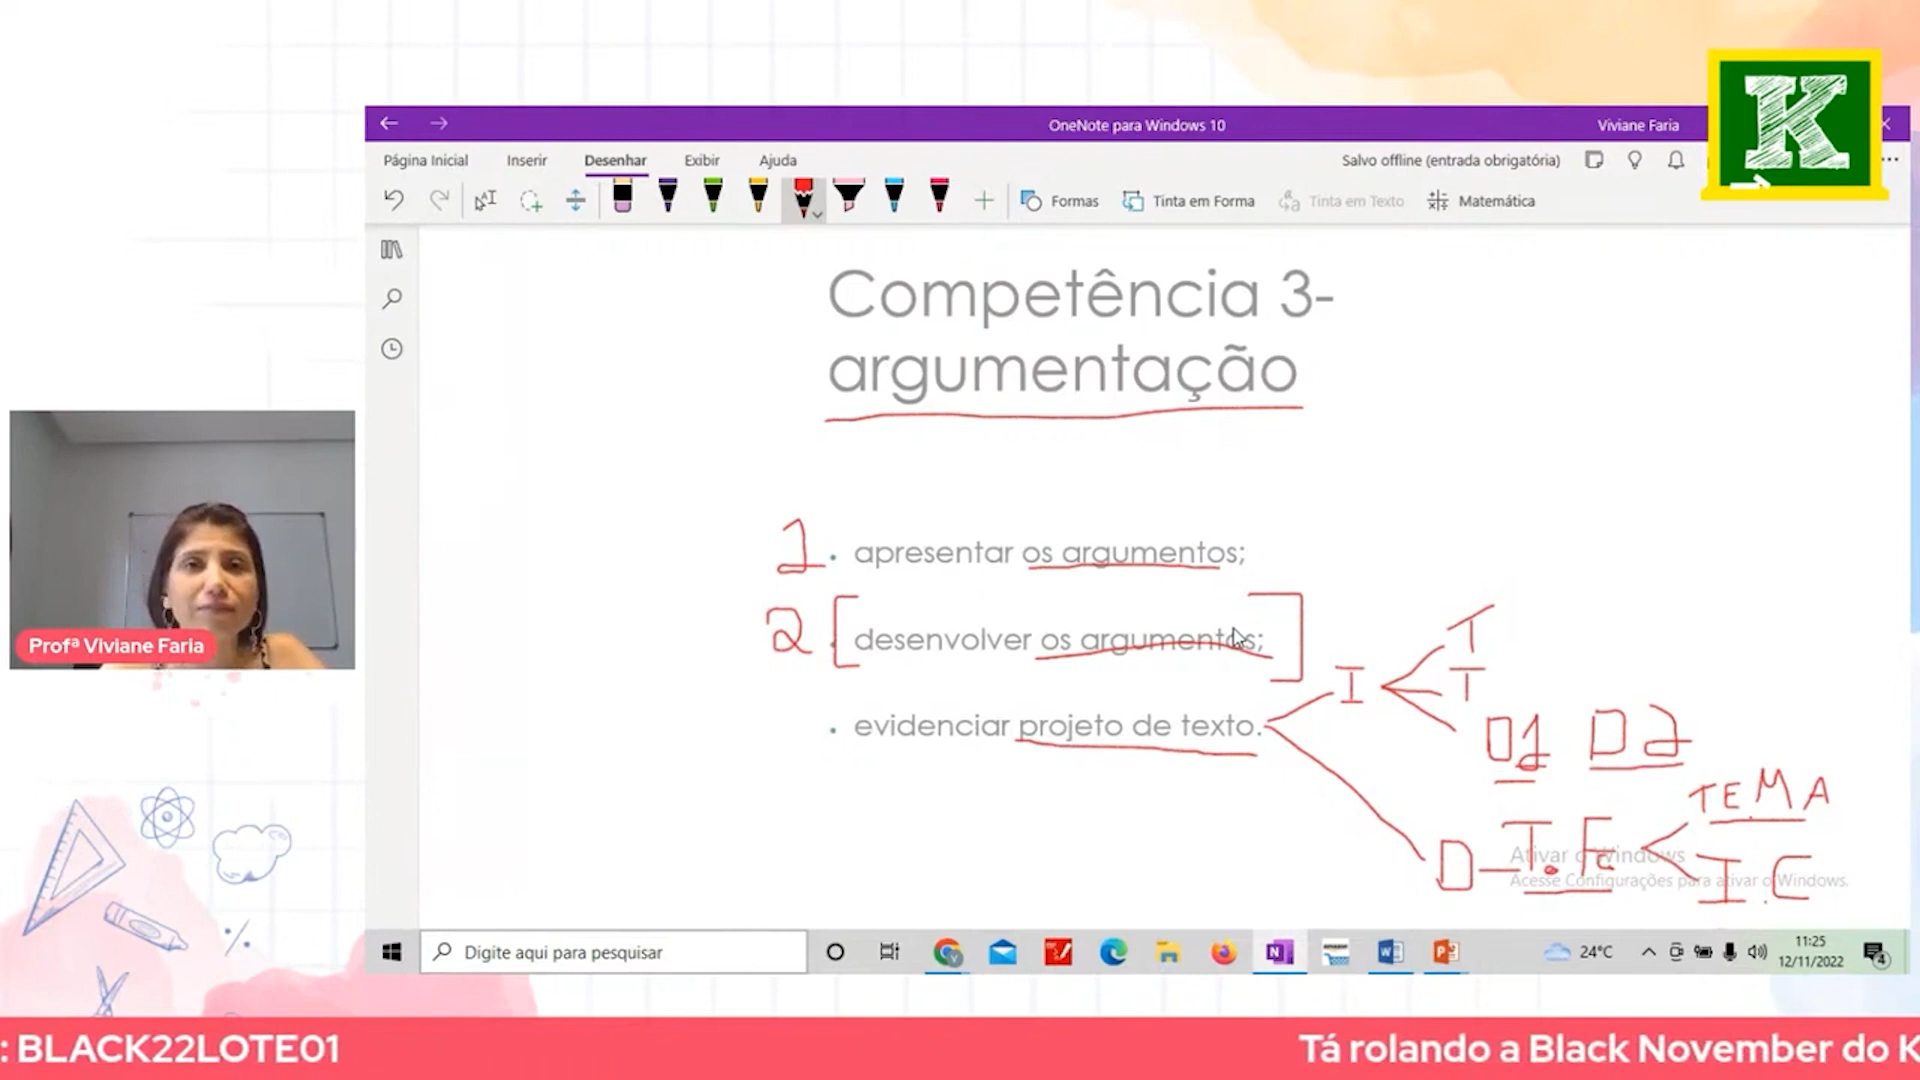 K
OneNote para Windows 10
Viviane Faria
Página Inicial Inserir Desenhar Exibir Ajuda
Salvo offline (entrada obrigatória)
Formas Tinta em Forma Tinta em Texto Matemática
Competência 3-
argumentação
1 . apresentar os argumentos;
2 [ desenvolver os argumentos; ]
. evidenciar projeto de texto.
I
T
T
D1 D2
D - T.F
TEMA
I.C
Profª Viviane Faria
Ativar o Windows
Acesse Configurações para ativar o Windows.
Digite aqui para pesquisar
24°C
11:25
12/11/2022
4
: BLACK22LOTE01
Tá rolando a Black November do K